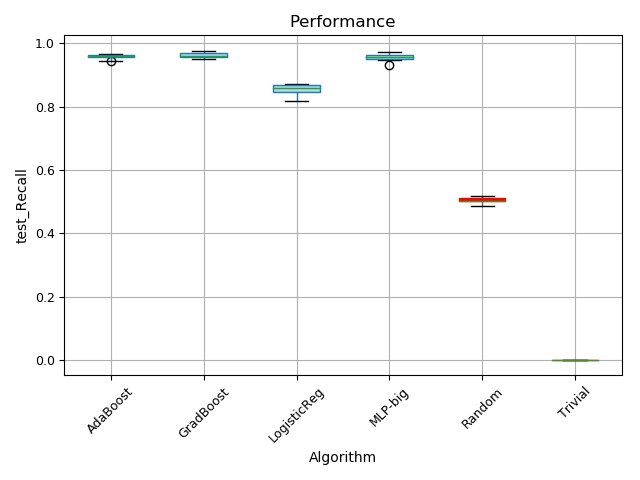 Performance
1.0
0.8
0.6
0.4
0.2
0.0
test_Recall
AdaBoost
GradBoost
LogisticReg
MLP-big
Random
Trivial
Algorithm